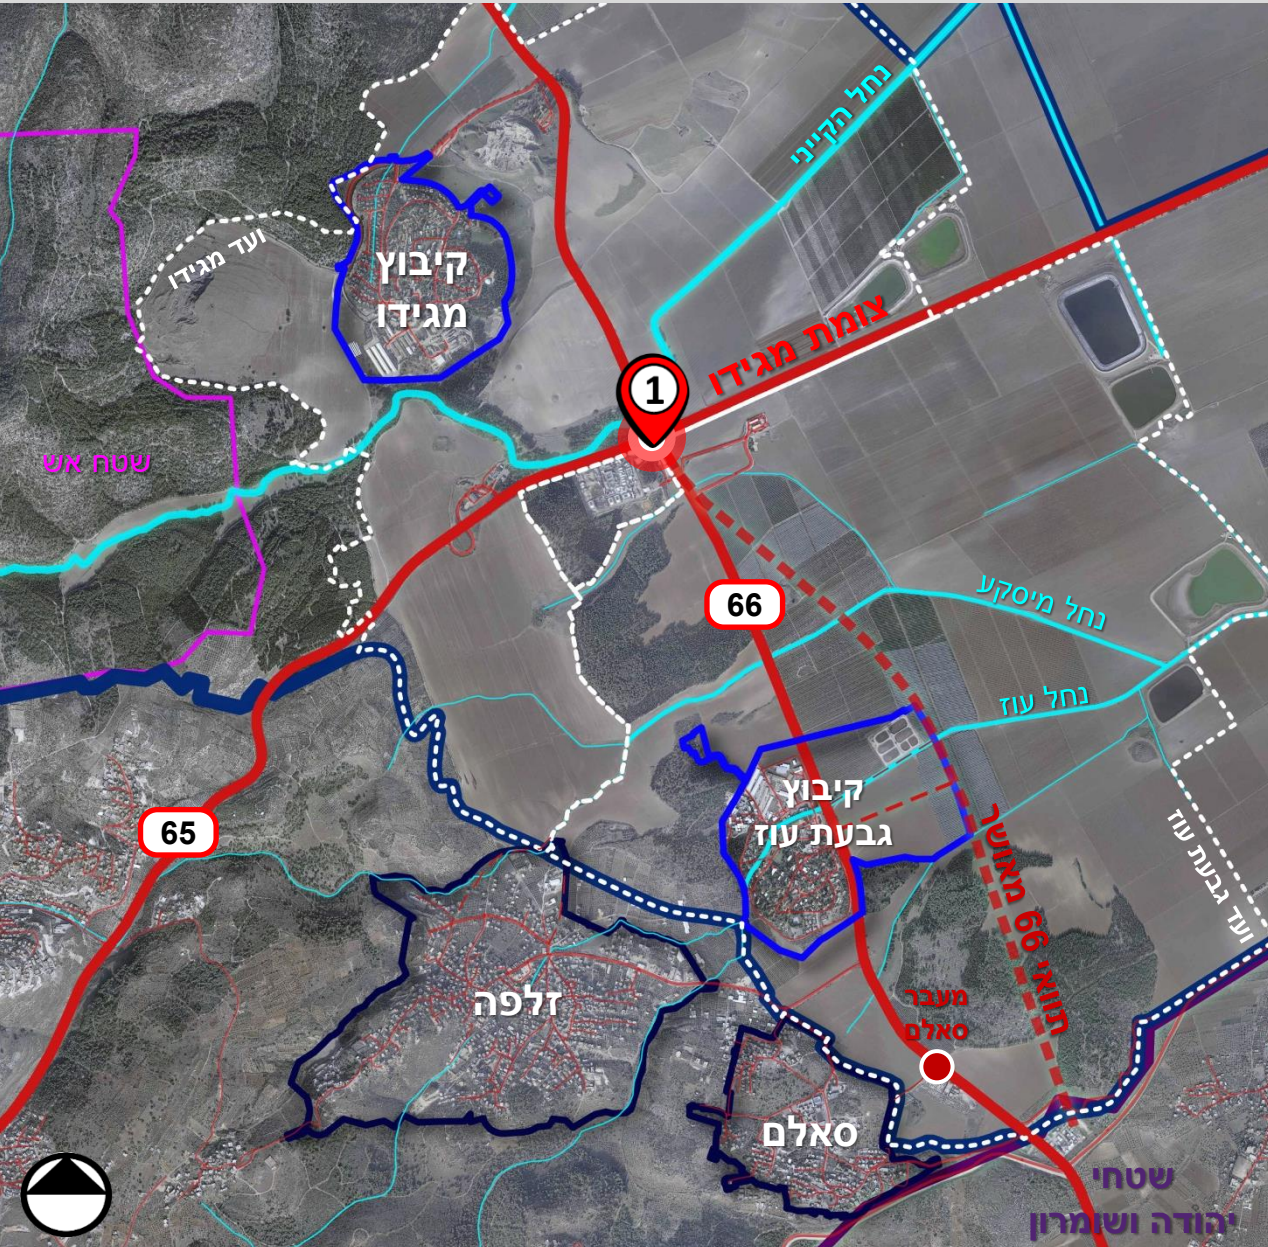 נחל הקייני
ועד מגידו
קיבוץ
מגידו
צומת מגידו
1
שטח אש
66
נחל מיסקע
נחל עוז
קיבוץ
גבעת עוז
65
תוואי 66 מאושר
ועד גבעת עוז
זלפה
מעבר
סאלם
סאלם
שטחי
יהודה ושומרון